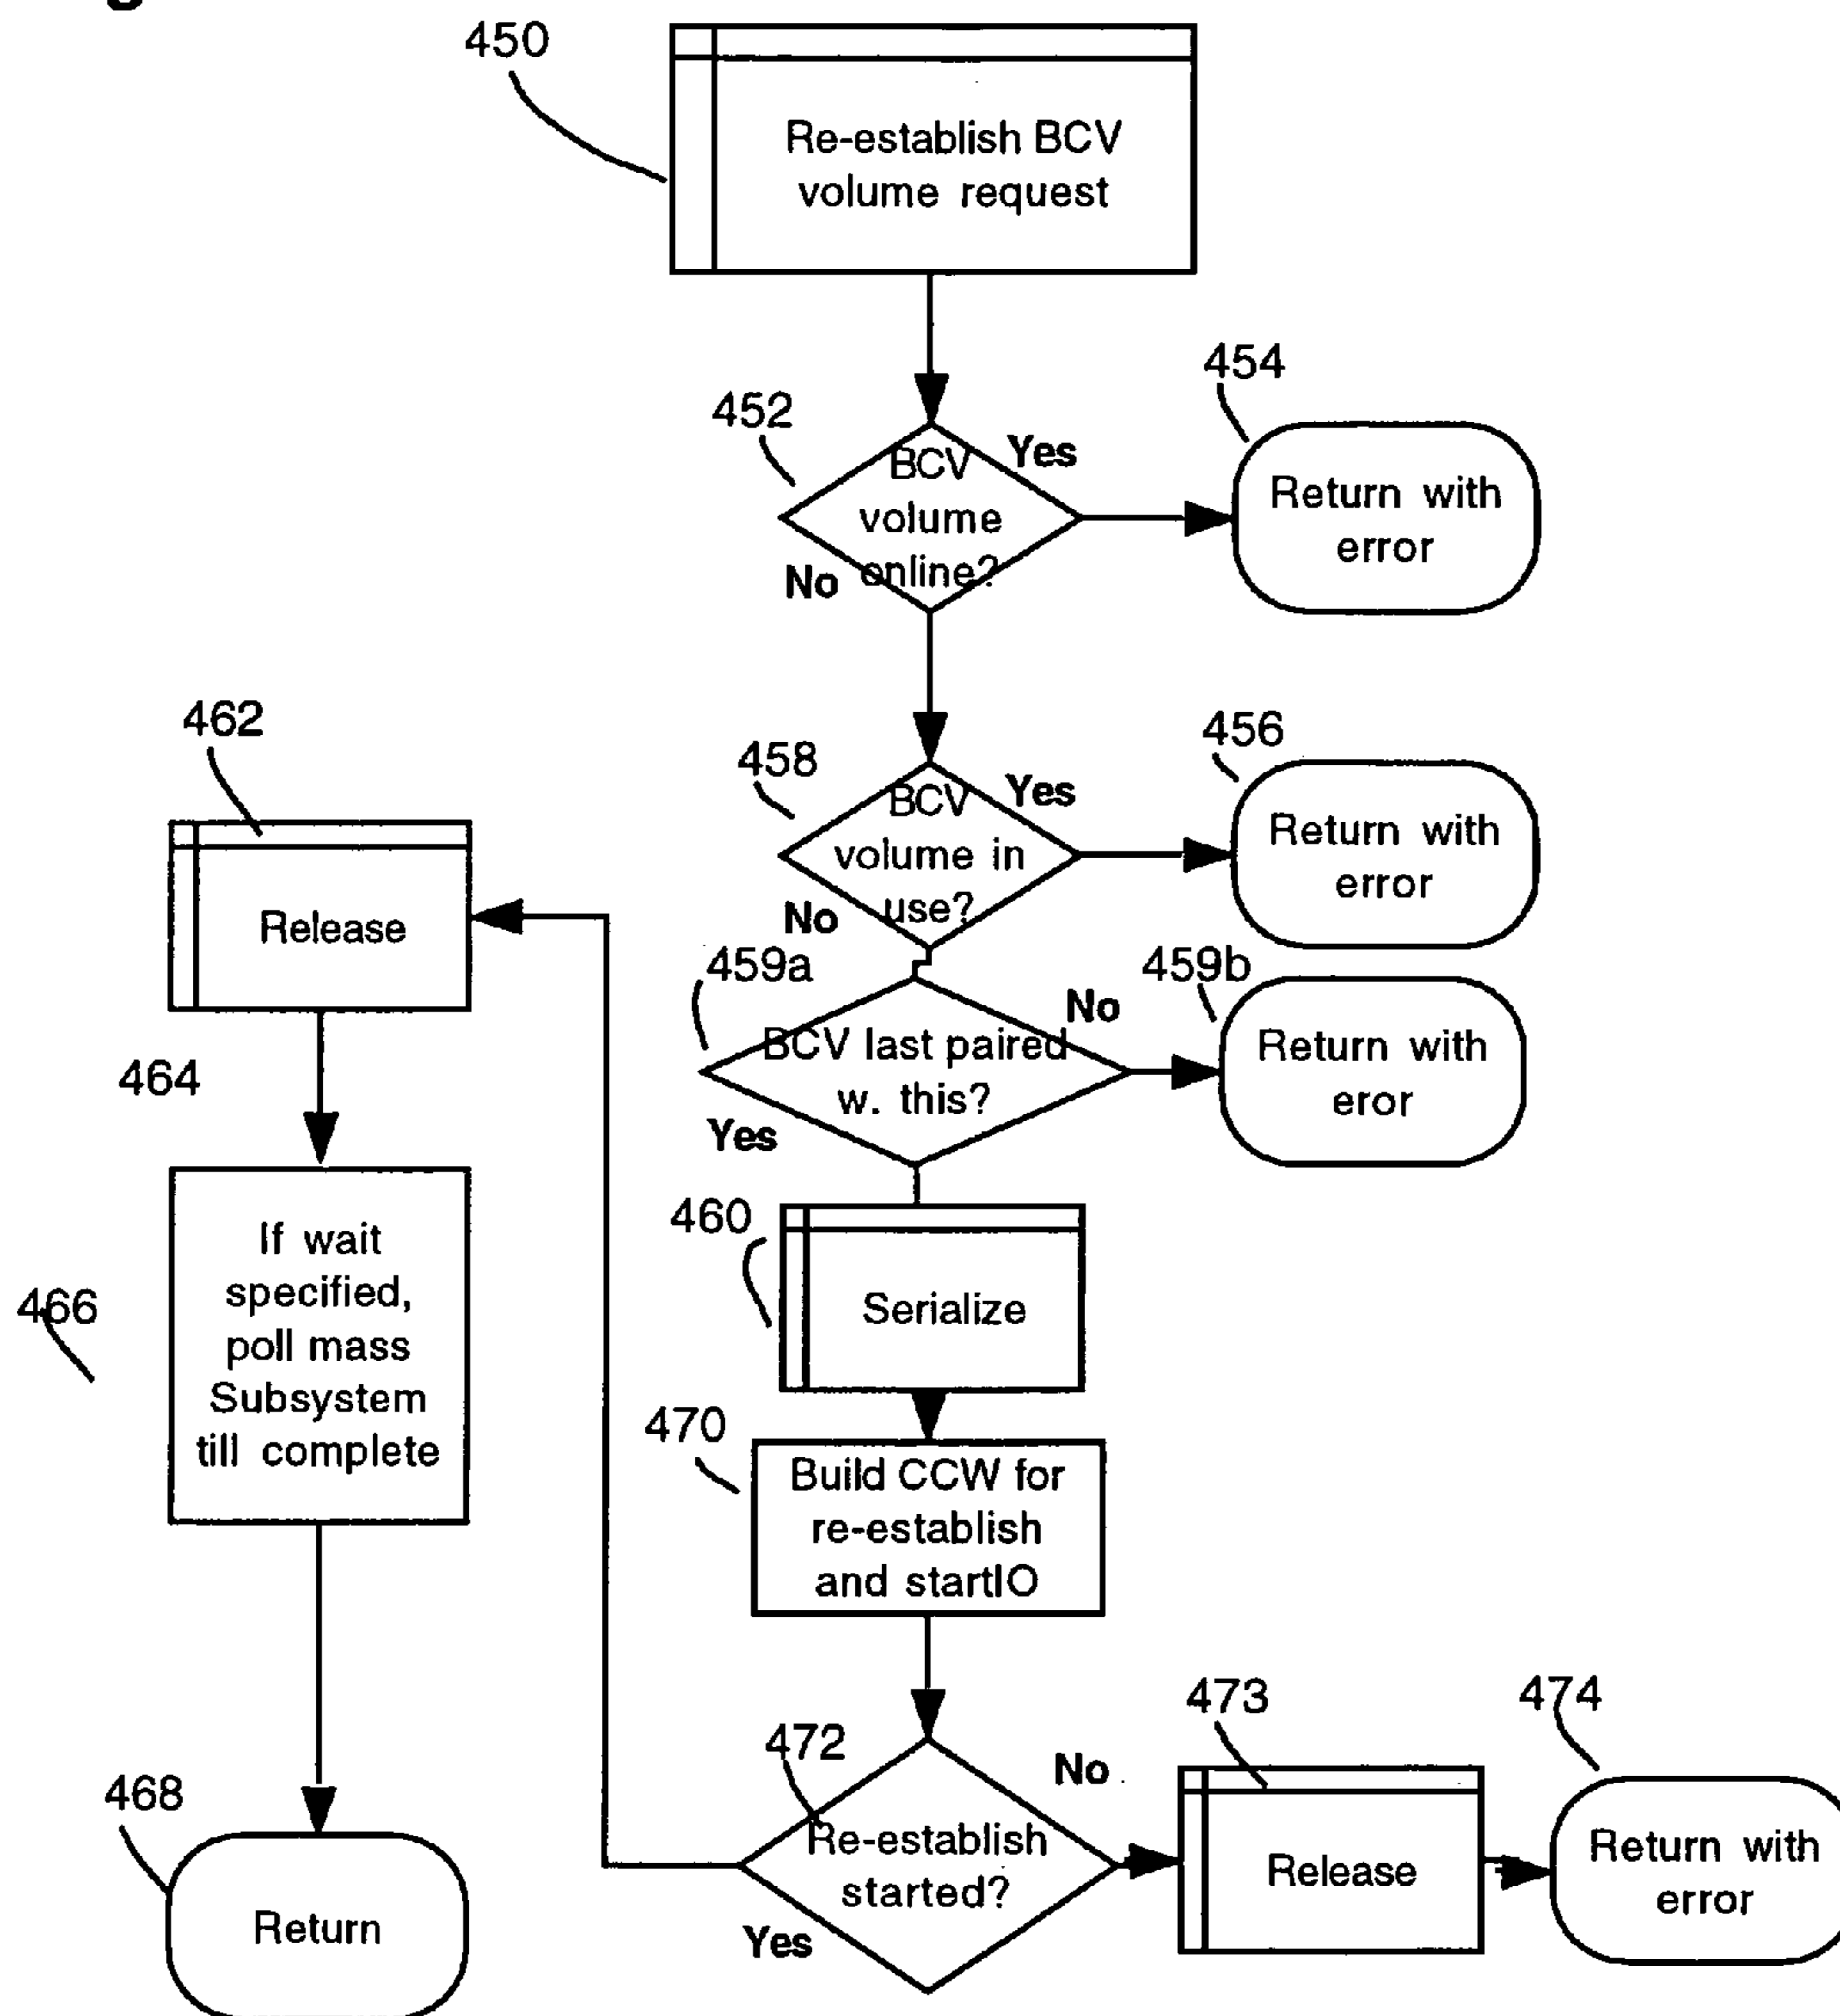 450
Re-establish BCV
volume request
452
BCV
volume
online?
Yes
No
454
Return with
error
458
BCV
volume in
use?
Yes
No
456
Return with
error
459a
BCV last paired
w. this?
No
Yes
459b
Return with
eror
460
Serialize
470
Build CCW for
re-establish
and startIO
472
Re-establish
started?
No
Yes
473
Release
474
Return with
error
462
Release
464
466
If wait
specified,
poll mass
Subsystem
till complete
468
Return